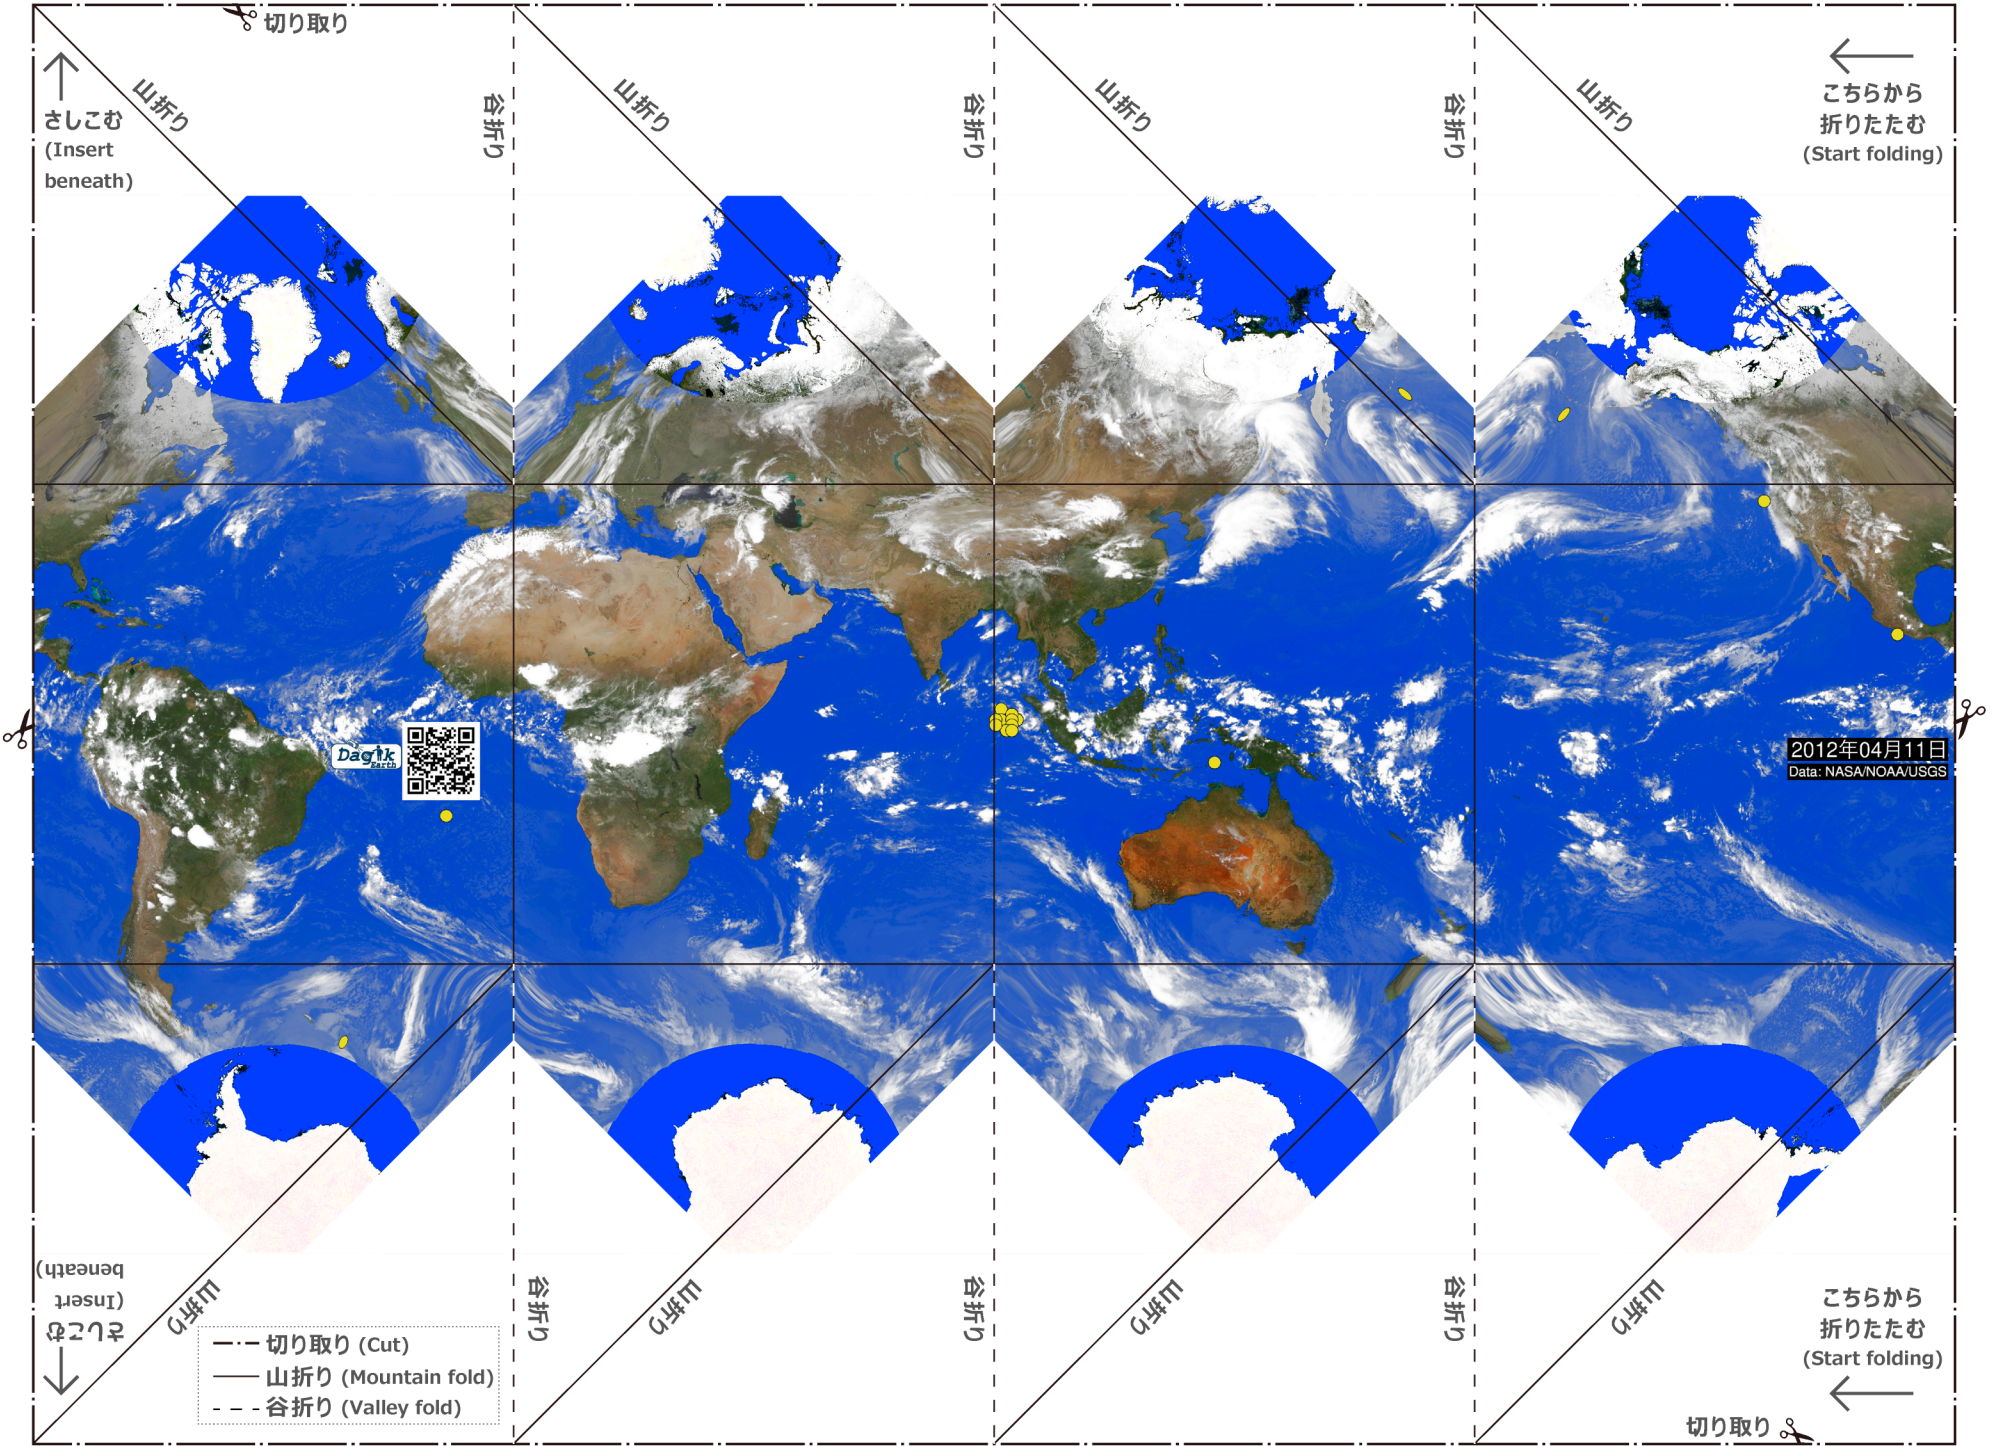 切り取り
さしこむ
(Insert
beneath)
山折り
谷折り
山折り
谷折り
山折り
谷折り
山折り
こちらから
折りたたむ
(Start folding)
Dagik
Earth
2012年04月11日
Data: NASA/NOAA/USGS
さしこむ
(Insert
beneath)
山折り
谷折り
山折り
谷折り
山折り
谷折り
山折り
こちらから
折りたたむ
(Start folding)
切り取り (Cut)
山折り (Mountain fold)
谷折り (Valley fold)
切り取り